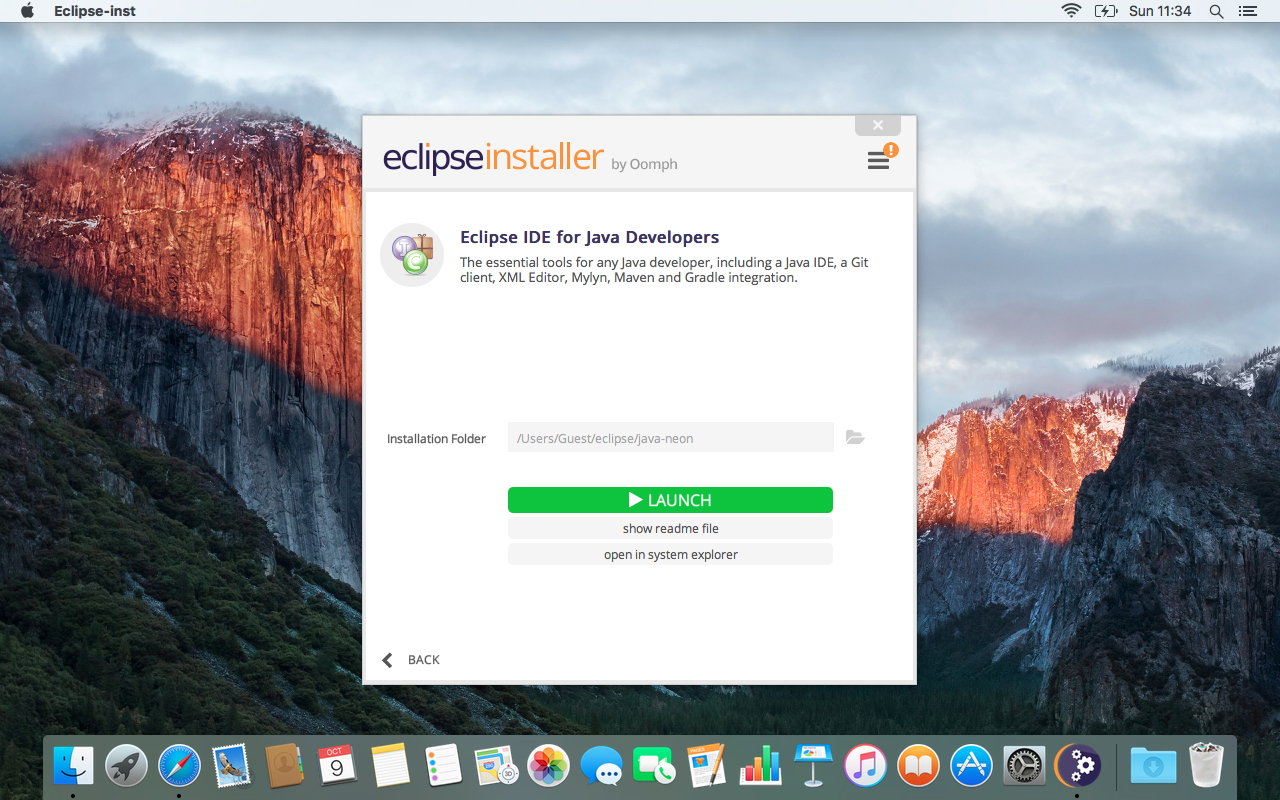 Eclipse-inst
Sun 11:34
eclipseinstaller by Oomph
Eclipse IDE for Java Developers
The essential tools for any Java developer, including a Java IDE, a Git
client, XML Editor, Mylyn, Maven and Gradle integration.
Installation Folder
/Users/Guest/eclipse/java-neon
LAUNCH
show readme file
open in system explorer
BACK
OCT
9
3D
PAGES